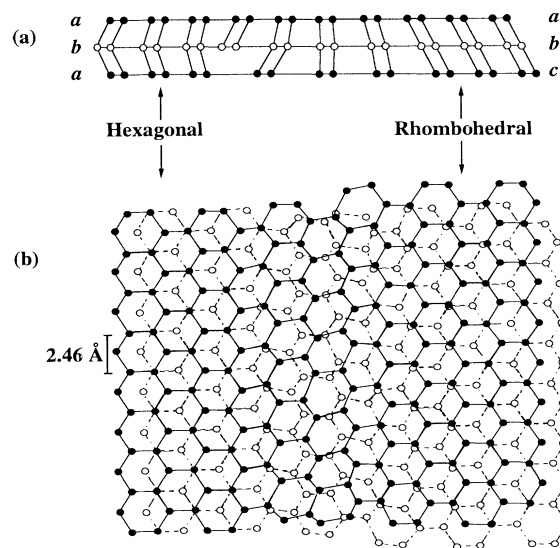 (a)
a a
b b
a c
Hexagonal Rhombohedral
(b)
2.46 Å